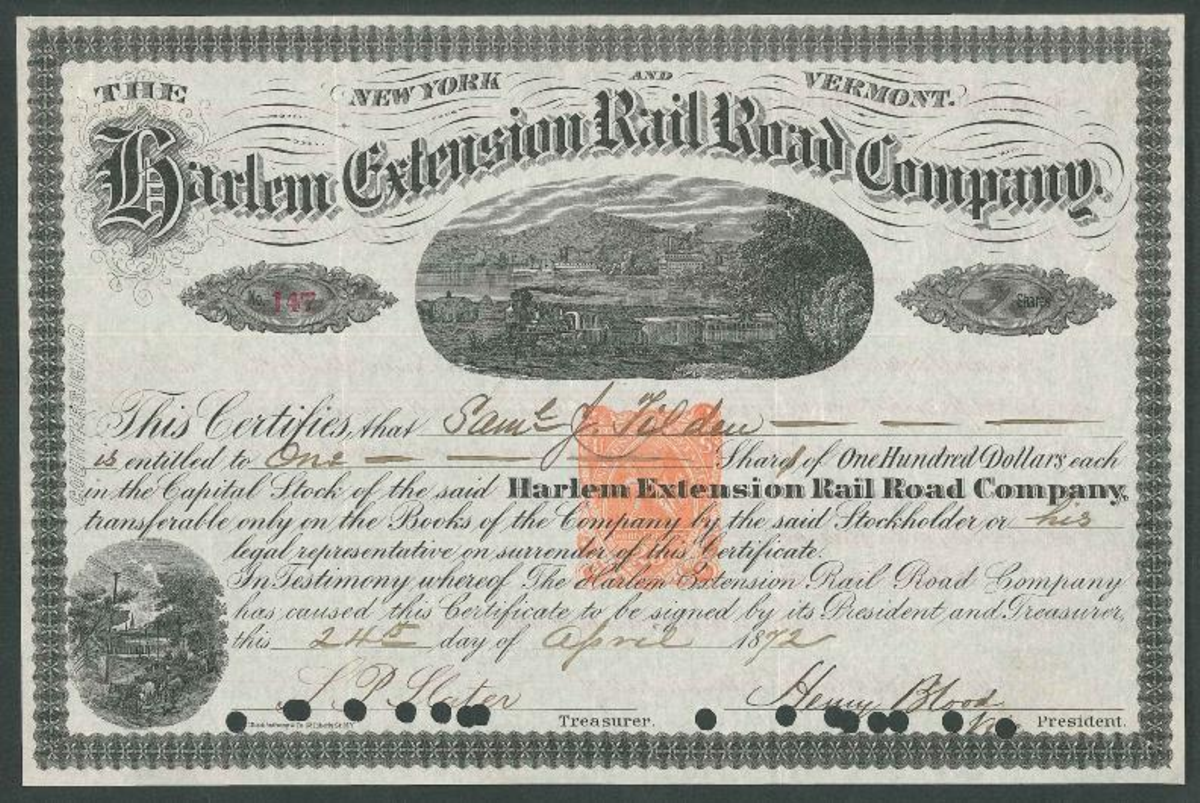 NEW YORK AND VERMONT.
THE
Harlem Extension Rail Road Company.
No. 147
SHARES
COUNTERSIGNED
This Certifies, that Saml J. Tilden
is entitled to One Shares of One Hundred Dollars each
in the Capital Stock of the said Harlem Extension Rail Road Company,
transferable only on the Books of the Company by the said Stockholder or his
legal representative on surrender of this Certificate.
In Testimony whereof The Harlem Extension Rail Road Company
has caused this Certificate to be signed by its President and Treasurer,
this 24th day of April 1872
Henry Blood
Treasurer.
Vice President.